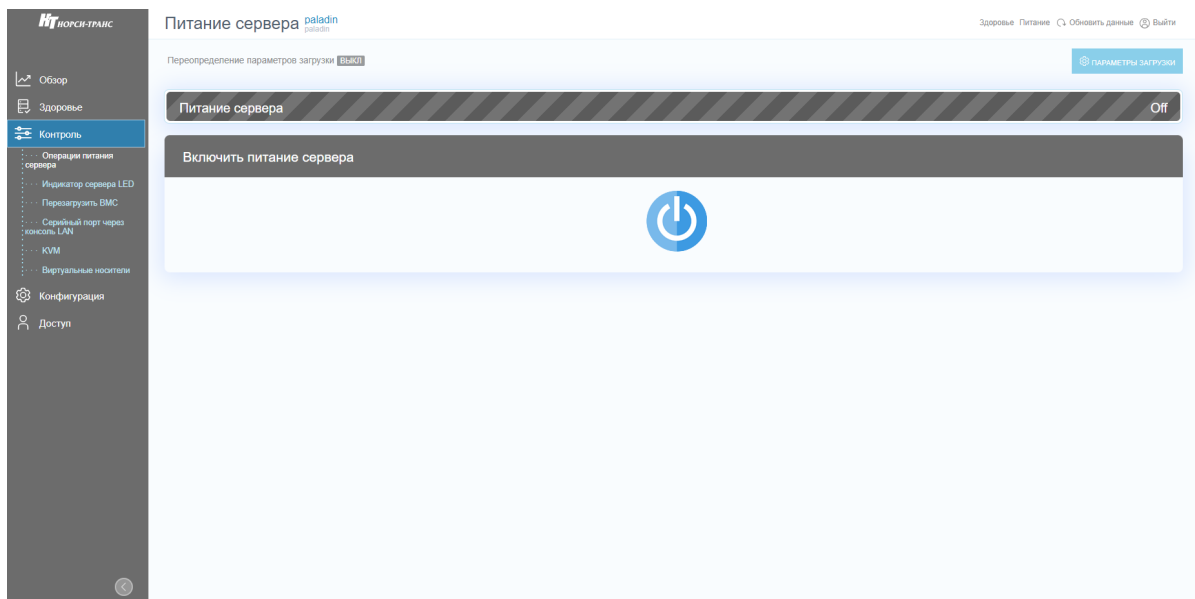 НТ НОРСИ-ТРАНС
Питание сервера paladin
paladin
Здоровье Питание Обновить данные Выйти
Переопределение параметров загрузки ВЫКЛ
ПАРАМЕТРЫ ЗАГРУЗКИ
Обзор
Здоровье
Контроль
Операции питания
сервера
Индикатор сервера LED
Перезагрузить BMC
Серийный порт через
консоль LAN
KVM
Виртуальные носители
Конфигурация
Доступ
Питание сервера
Off
Включить питание сервера